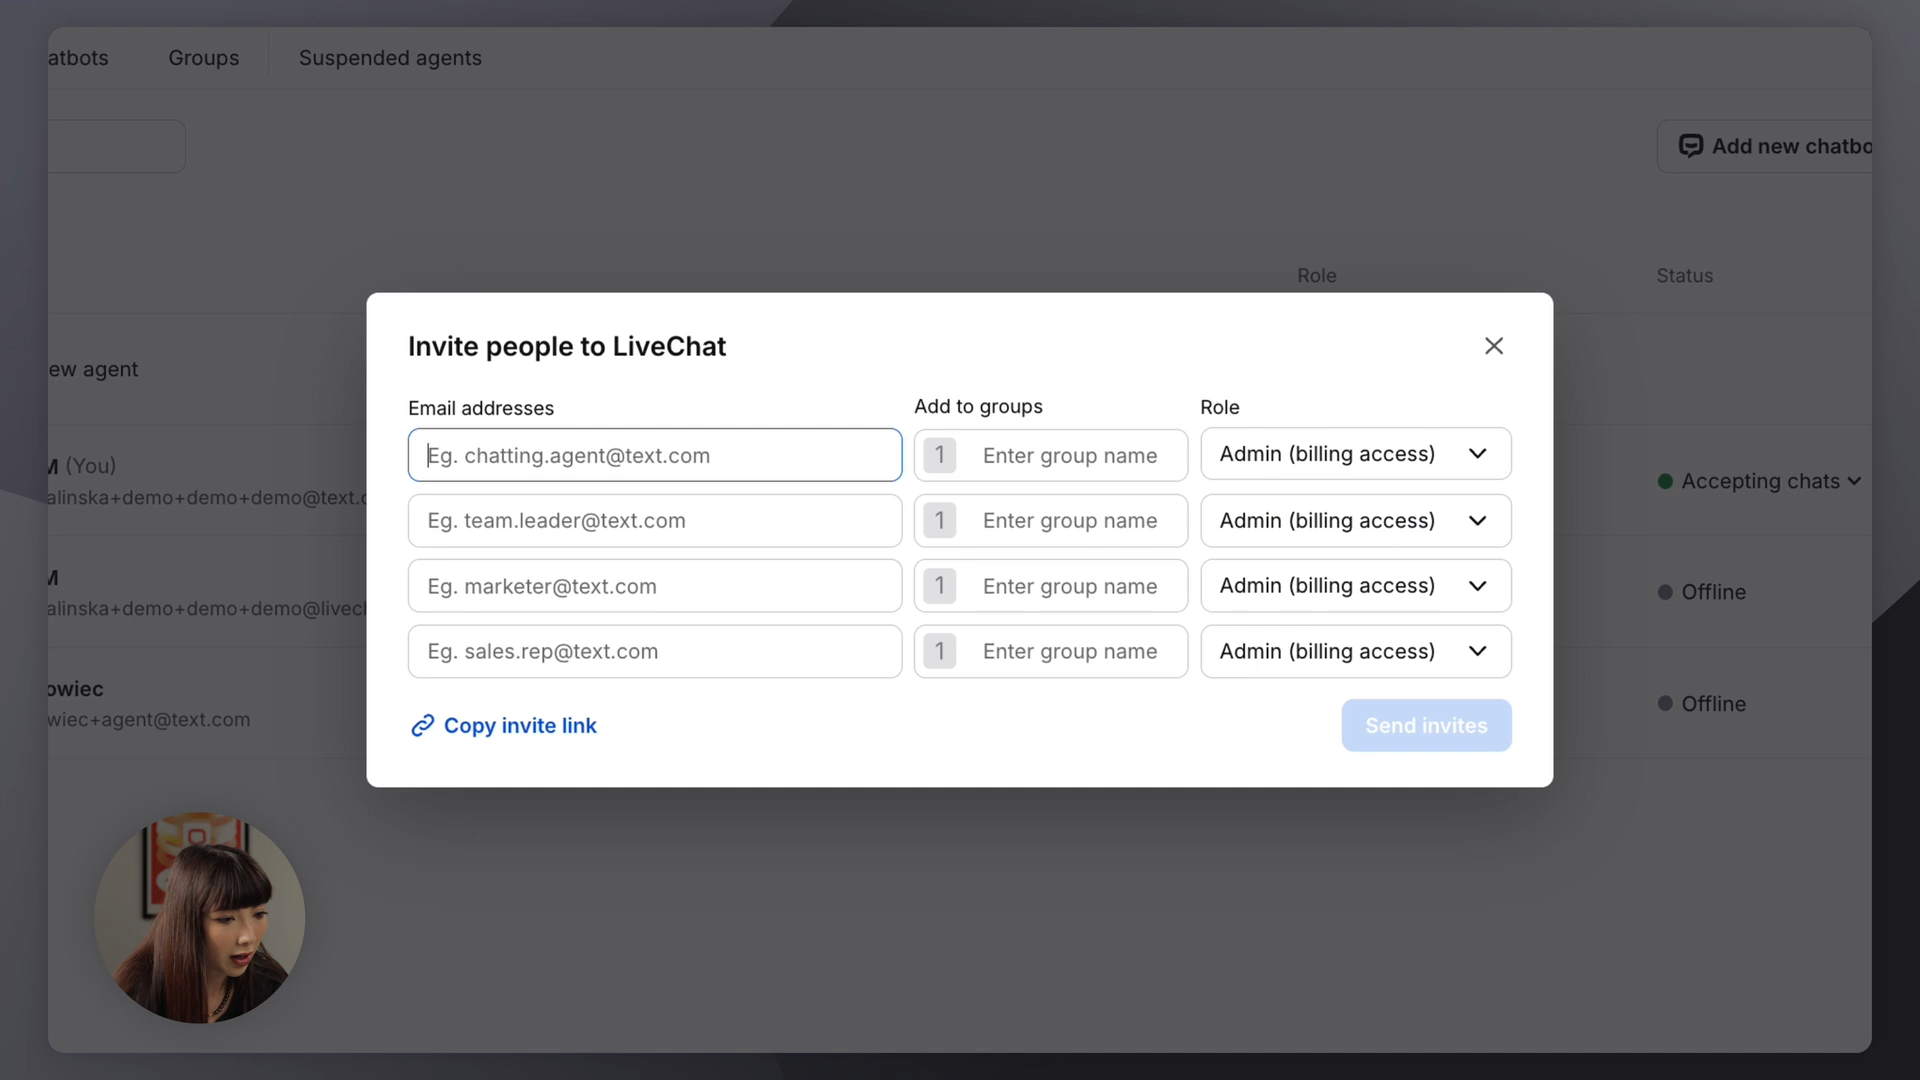 atbots
Groups
Suspended agents
Add new chatbo
Role
Status
ew agent
M (You)
alinska+demo+demo+demo@text.c
Accepting chats
M
alinska+demo+demo+demo@livecl
Offline
owiec
wiec+agent@text.com
Offline
Invite people to LiveChat
Email addresses
Add to groups
Role
Eg. chatting.agent@text.com
1
Enter group name
Admin (billing access)
Eg. team.leader@text.com
1
Enter group name
Admin (billing access)
Eg. marketer@text.com
1
Enter group name
Admin (billing access)
Eg. sales.rep@text.com
1
Enter group name
Admin (billing access)
Copy invite link
Send invites